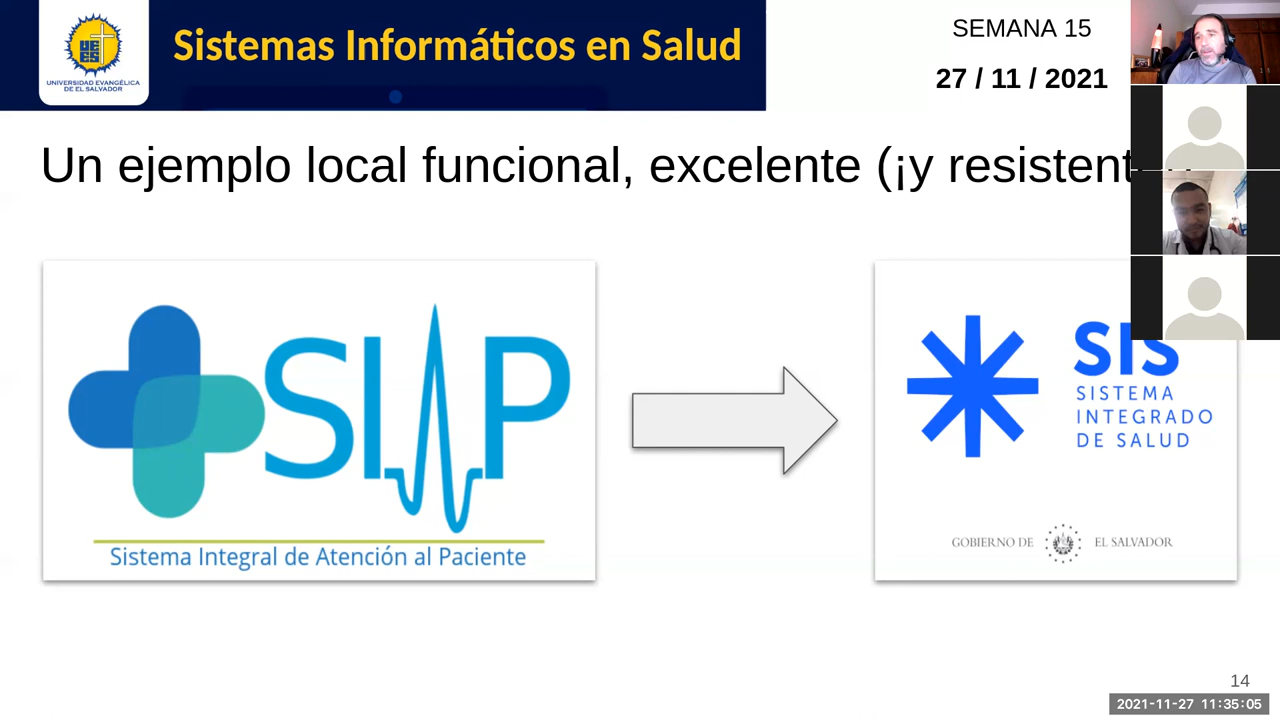 UNIVERSIDAD EVANGÉLICA
DE EL SALVADOR
Sistemas Informáticos en Salud
SEMANA 15
27 / 11 / 2021
Un ejemplo local funcional, excelente (¡y
SIAP
Sistema Integral de Atención al Paciente
SIS
SISTEMA
INTEGRADO
DE SALUD
GOBIERNO DE EL SALVADOR
14
2021-11-27 11:35:05